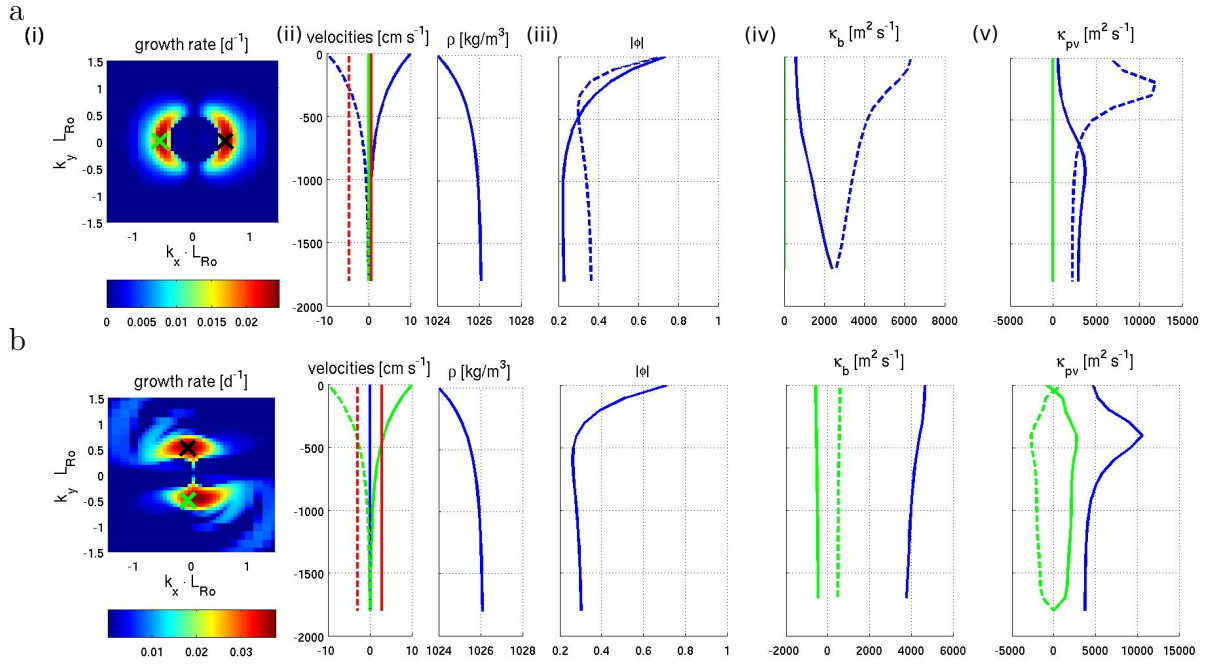 a
(i) (ii) (iii) (iv) (v)
growth rate [d⁻¹] velocities [cm s⁻¹] ρ [kg/m³] |ϕ| κ_b [m² s⁻¹] κ_pv [m² s⁻¹]
1.5 1 0.5 0 -0.5 -1 -1.5
k_y L_Ro
-1 0 1
k_x · L_Ro
0 0.005 0.01 0.015 0.02
0 -500 -1000 -1500 -2000
-10 0 10
1024 1026 1028
0.2 0.4 0.6 0.8 1
0 2000 4000 6000 8000
-5000 0 5000 10000 15000
b
growth rate [d⁻¹] velocities [cm s⁻¹] ρ [kg/m³] |ϕ| κ_b [m² s⁻¹] κ_pv [m² s⁻¹]
1.5 1 0.5 0 -0.5 -1 -1.5
k_y L_Ro
-1 0 1
k_x · L_Ro
0.01 0.02 0.03
0 -500 -1000 -1500 -2000
-10 0 10
1024 1026 1028
0.2 0.4 0.6 0.8 1
-2000 0 2000 4000 6000
-5000 0 5000 10000 15000